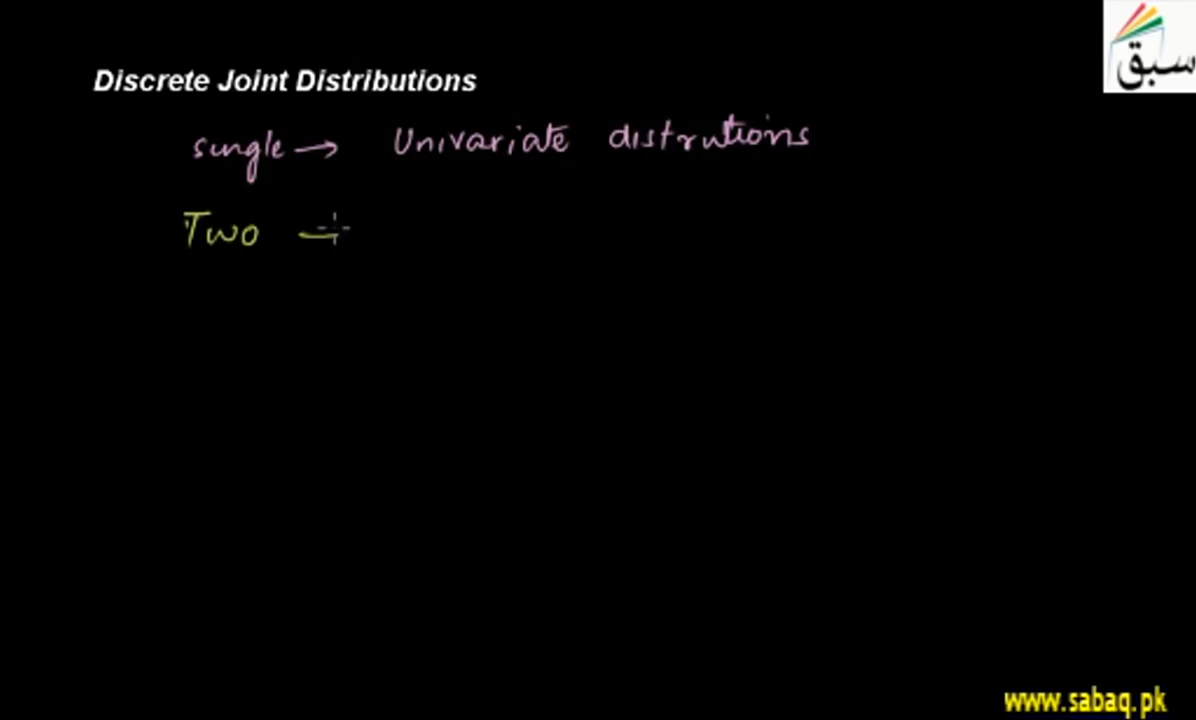 سبق
Discrete Joint Distributions
single → Univariate distrutions
Two →
www.sabaq.pk